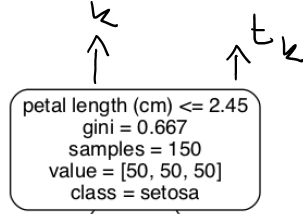 k
t k
petal length (cm) <= 2.45
gini = 0.667
samples = 150
value = [50, 50, 50]
class = setosa